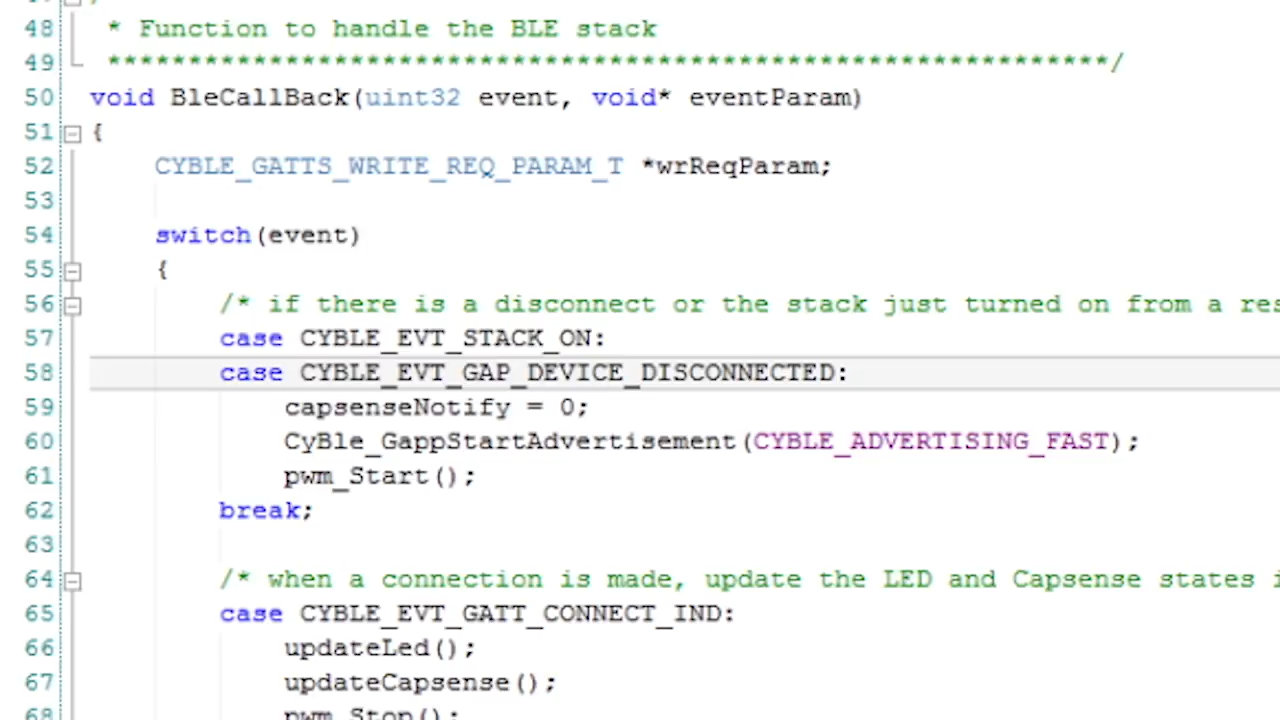 48 * Function to handle the BLE stack
49 **************************************************************/
50 void BleCallBack(uint32 event, void* eventParam)
51 {
52 CYBLE_GATTS_WRITE_REQ_PARAM_T *wrReqParam;
53
54 switch(event)
55 {
56 /* if there is a disconnect or the stack just turned on from a res
57 case CYBLE_EVT_STACK_ON:
58 case CYBLE_EVT_GAP_DEVICE_DISCONNECTED:
59 capsenseNotify = 0;
60 CyBle_GappStartAdvertisement(CYBLE_ADVERTISING_FAST);
61 pwm_Start();
62 break;
63
64 /* when a connection is made, update the LED and Capsense states i
65 case CYBLE_EVT_GATT_CONNECT_IND:
66 updateLed();
67 updateCapsense();
68 pwm_Stop();